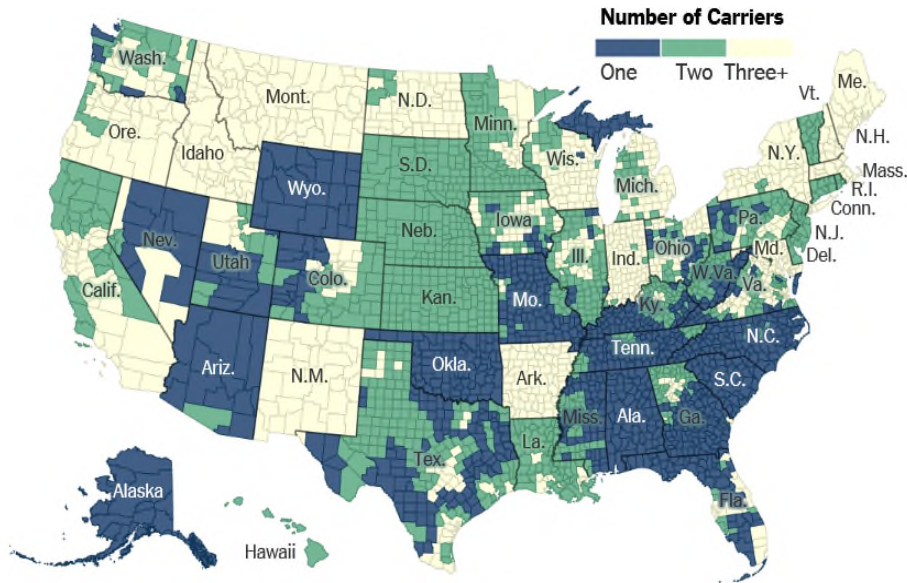 Number of Carriers
One Two Three+
Wash.
Mont.
N.D.
Minn.
Ore.
Idaho
Wyo.
S.D.
Wis.
Mich.
Vt.
Me.
N.H.
N.Y.
Mass.
R.I.
Conn.
Nev.
Utah
Colo.
Neb.
Iowa
Ill.
Ind.
Ohio
Pa.
N.J.
Md.
Del.
Calif.
Kan.
Mo.
Ky.
W.Va.
Va.
Ariz.
N.M.
Okla.
Ark.
Tenn.
N.C.
S.C.
Tex.
La.
Miss.
Ala.
Ga.
Fla.
Alaska
Hawaii